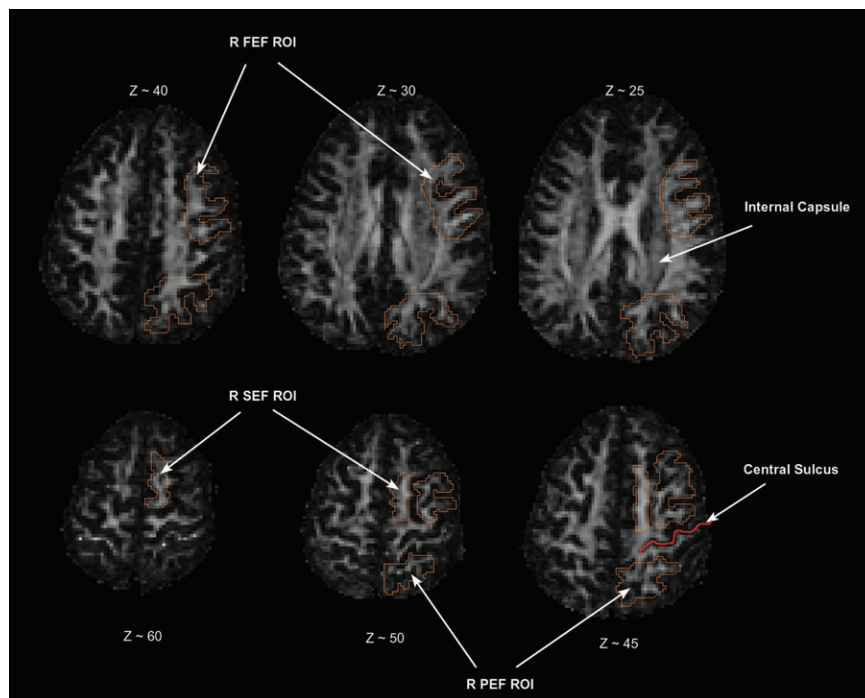 R FEF ROI
Z ~ 40
Z ~ 30
Z ~ 25
Internal Capsule
R SEF ROI
Central Sulcus
Z ~ 60
Z ~ 50
Z ~ 45
R PEF ROI